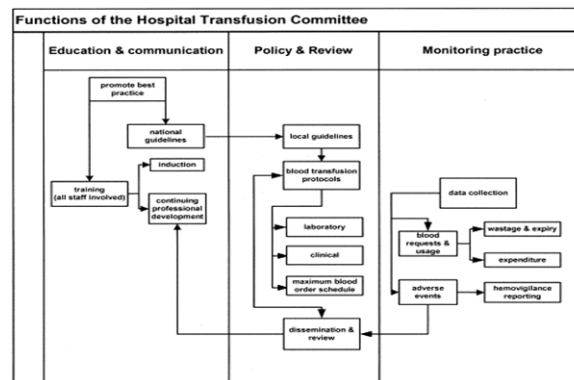 Functions of the Hospital Transfusion Committee
Education & communication
Policy & Review
Monitoring practice
promote best
practice
national
guidelines
local guidelines
induction
blood transfusion
protocols
training
(all staff involved)
continuing
professional
development
data collection
laboratory
blood
requests &
usage
wastage & expiry
clinical
expenditure
maximum blood
order schedule
adverse
events
hemovigilance
reporting
dissemination &
review